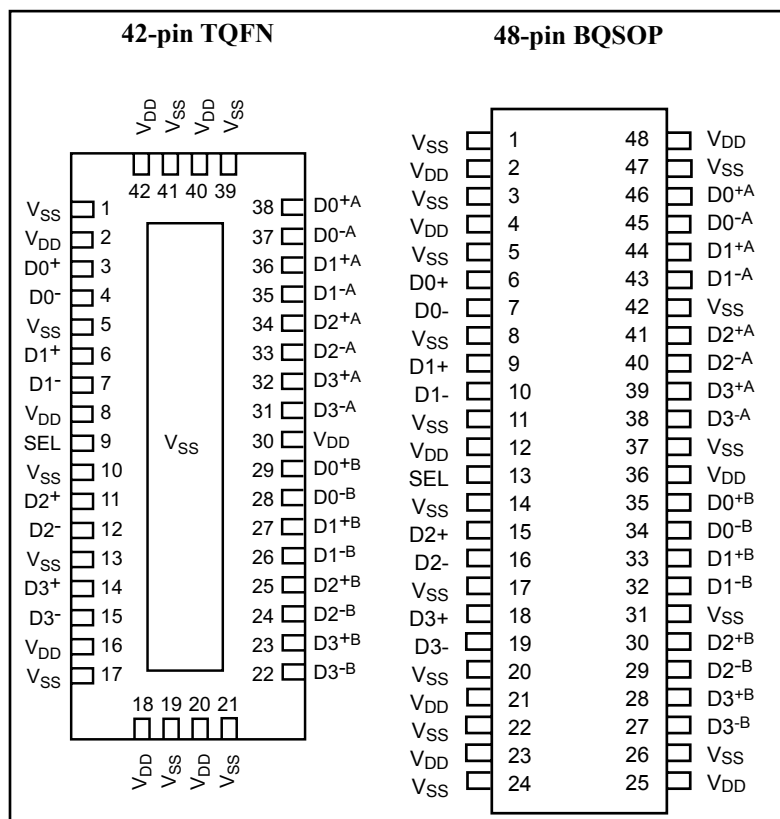 42-pin TQFN
48-pin BQSOP
VDD VSS VDD VSS
42 41 40 39
VSS 1
VDD 2
D0+ 3
D0- 4
VSS 5
D1+ 6
D1- 7
VDD 8
SEL 9
VSS 10
D2+ 11
D2- 12
VSS 13
D3+ 14
D3- 15
VDD 16
VSS 17
VSS
38 D0+A
37 D0-A
36 D1+A
35 D1-A
34 D2+A
33 D2-A
32 D3+A
31 D3-A
30 VDD
29 D0+B
28 D0-B
27 D1+B
26 D1-B
25 D2+B
24 D2-B
23 D3+B
22 D3-B
18 19 20 21
VDD VSS VDD VSS
VSS 1 48 VDD
VDD 2 47 VSS
VSS 3 46 D0+A
VDD 4 45 D0-A
VSS 5 44 D1+A
D0+ 6 43 D1-A
D0- 7 42 VSS
VSS 8 41 D2+A
D1+ 9 40 D2-A
D1- 10 39 D3+A
VSS 11 38 D3-A
VDD 12 37 VSS
SEL 13 36 VDD
VSS 14 35 D0+B
D2+ 15 34 D0-B
D2- 16 33 D1+B
VSS 17 32 D1-B
D3+ 18 31 VSS
D3- 19 30 D2+B
VSS 20 29 D2-B
VDD 21 28 D3+B
VSS 22 27 D3-B
VDD 23 26 VSS
VSS 24 25 VDD